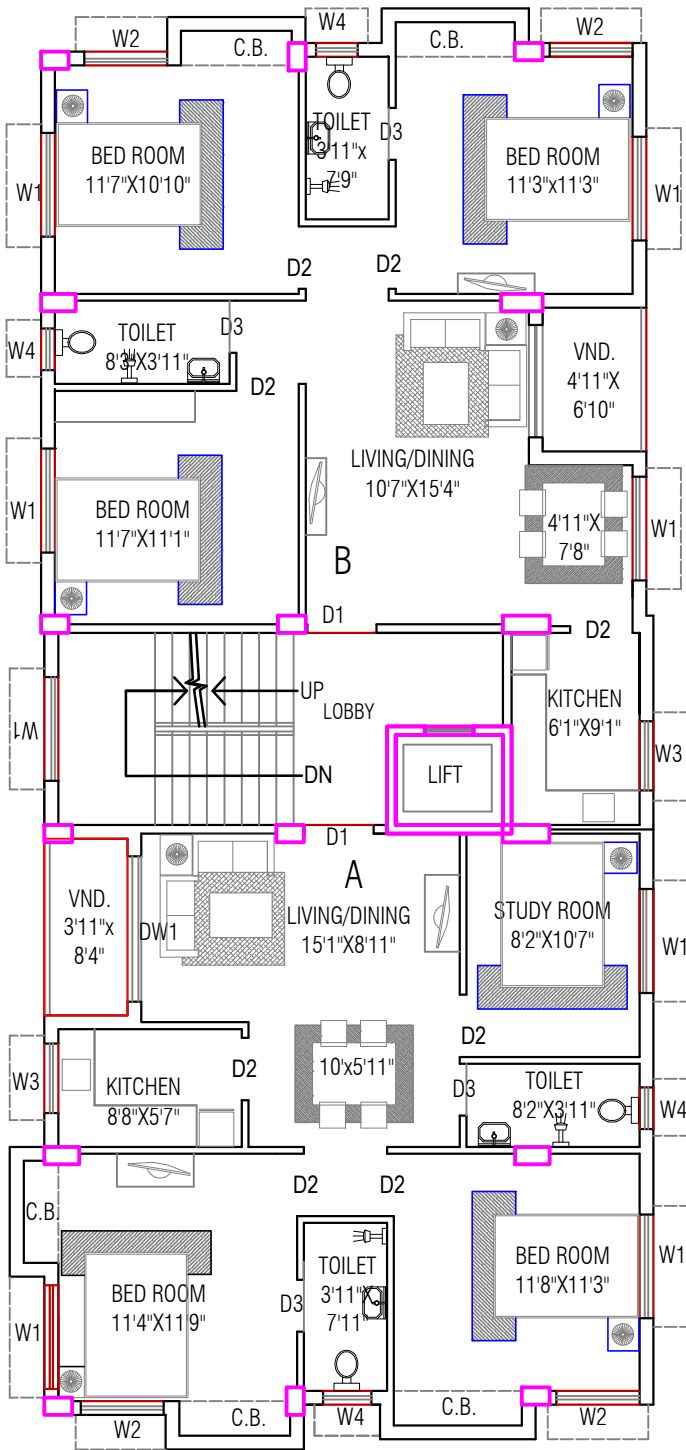 W2
C.B.
W4
C.B.
W2
TOILET
3'11"x
7'9"
D3
BED ROOM
11'7"X10'10"
BED ROOM
11'3"x11'3"
W1
W1
D2
D2
W4
TOILET
8'3"X3'11"
D3
VND.
4'11"X
6'10"
D2
LIVING/DINING
10'7"X15'4"
W1
BED ROOM
11'7"X11'1"
4'11"X
7'8"
W1
B
D1
D2
UP
LOBBY
KITCHEN
6'1"X9'1"
W1
W3
DN
LIFT
D1
A
VND.
3'11"x
8'4"
DW1
LIVING/DINING
15'1"X8'11"
STUDY ROOM
8'2"X10'7"
W1
D2
W3
KITCHEN
8'8"X5'7"
D2
10'x5'11"
D3
TOILET
8'2"X3'11"
W4
D2
D2
C.B.
BED ROOM
11'4"X11'9"
D3
TOILET
3'11"X
7'11"
BED ROOM
11'8"X11'3"
W1
W1
W2
C.B.
W4
C.B.
W2